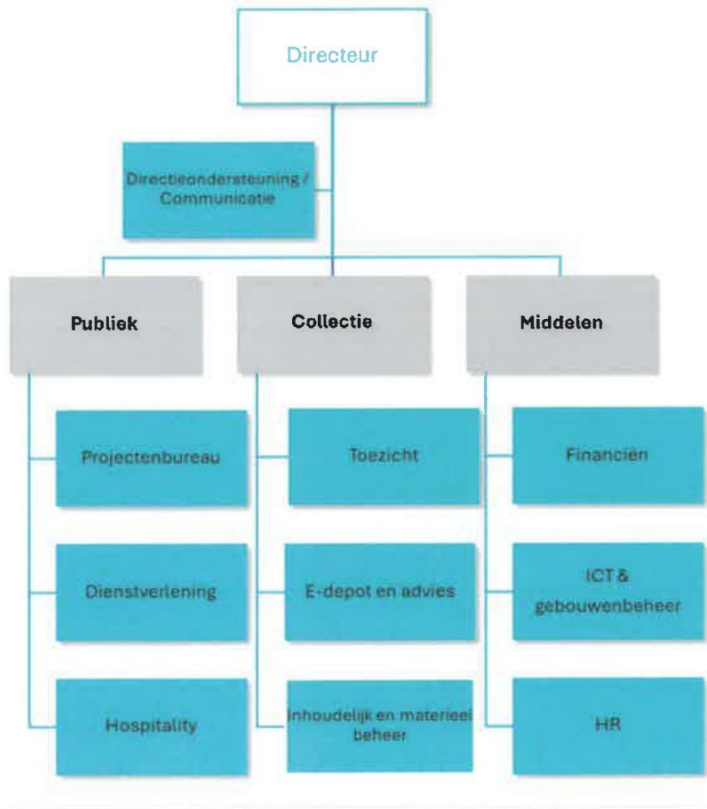 Directeur
Directieondersteuning /
Communicatie
Publiek
Collectie
Middelen
Projectenbureau
Toezicht
Financiën
Dienstverlening
E-depot en advies
ICT &
gebouwenbeheer
Hospitality
Inhoudelijk en materieel
beheer
HR